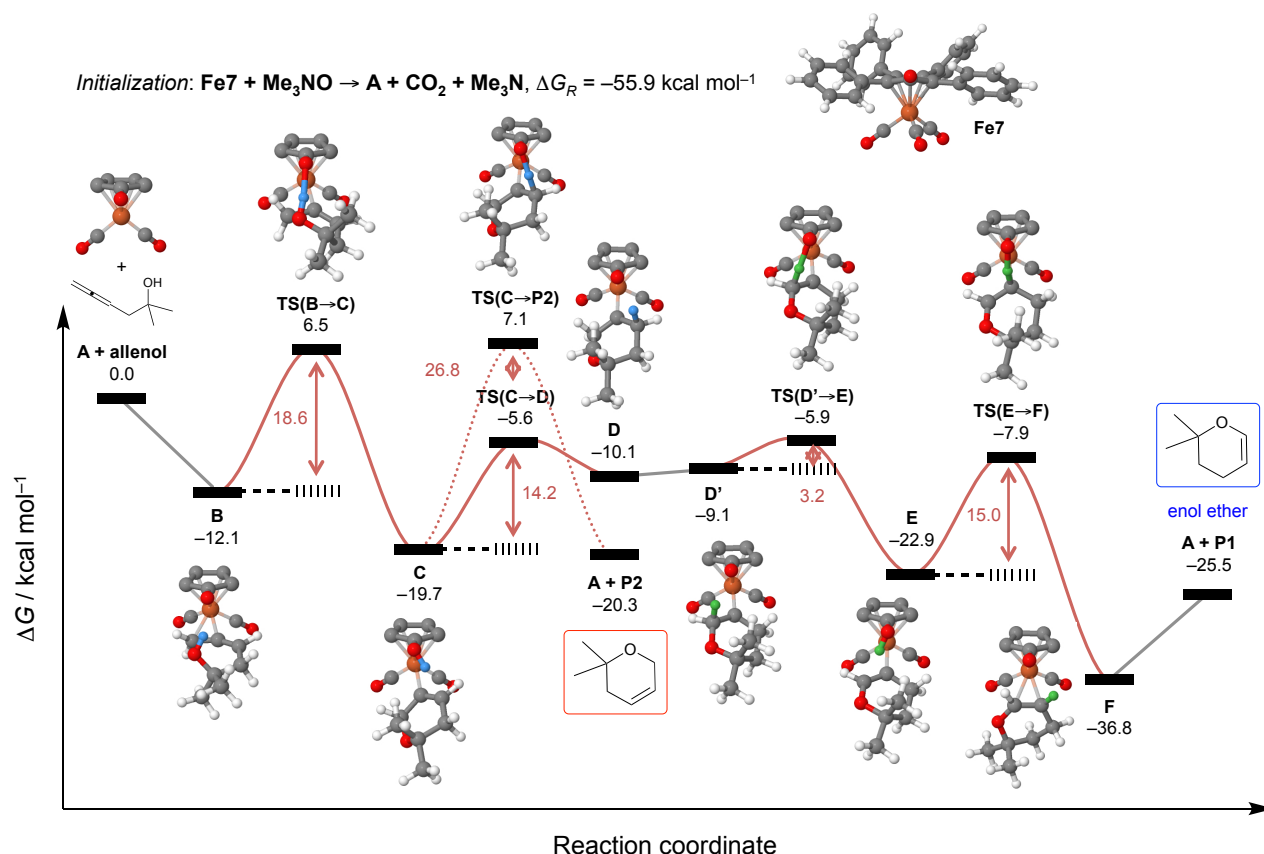 Initialization: Fe7 + Me₃NO → A + CO₂ + Me₃N, ΔG_R = –55.9 kcal mol⁻¹
Fe7
+
OH
A + allenol
0.0
B
–12.1
TS(B→C)
6.5
18.6
C
–19.7
TS(C→P2)
7.1
26.8
TS(C→D)
–5.6
14.2
D
–10.1
A + P2
–20.3
O
D'
–9.1
TS(D'→E)
–5.9
3.2
E
–22.9
TS(E→F)
–7.9
15.0
F
–36.8
O
enol ether
A + P1
–25.5
ΔG / kcal mol⁻¹
Reaction coordinate